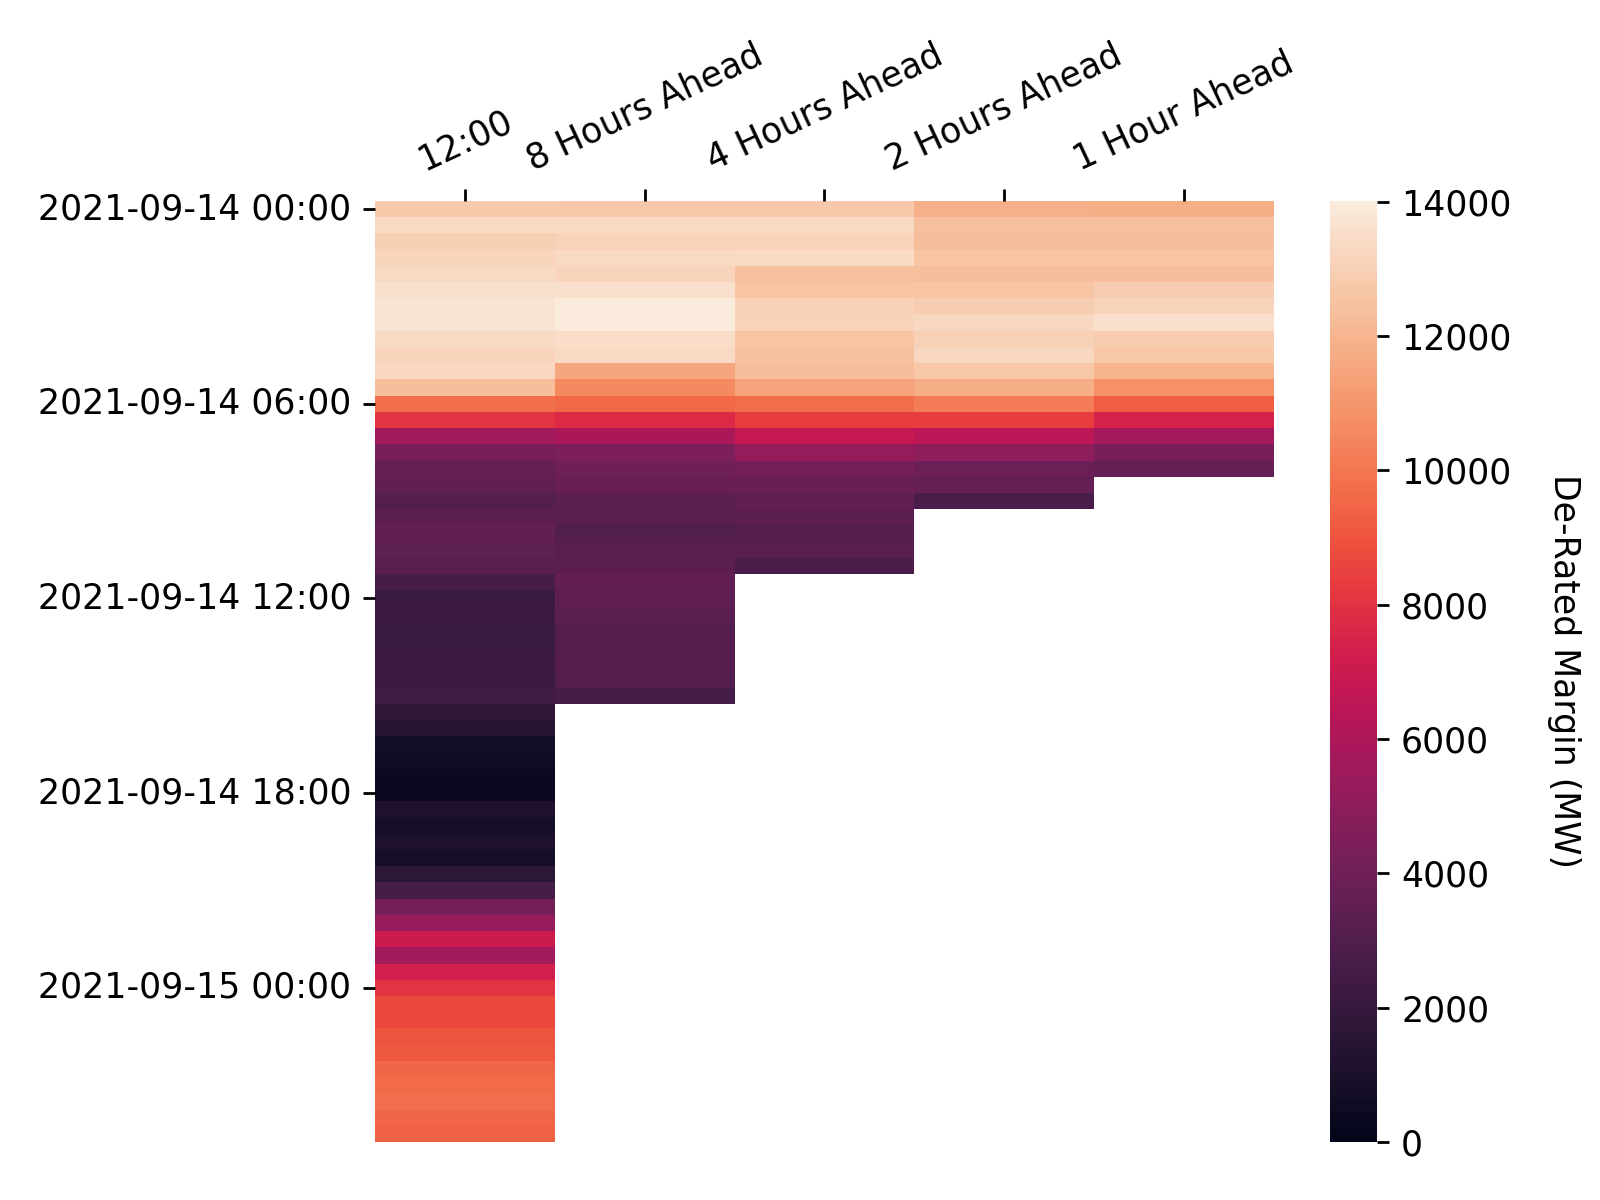 12:00
8 Hours Ahead
4 Hours Ahead
2 Hours Ahead
1 Hour Ahead
2021-09-14 00:00
2021-09-14 06:00
2021-09-14 12:00
2021-09-14 18:00
2021-09-15 00:00
14000
12000
10000
8000
6000
4000
2000
0
De-Rated Margin (MW)